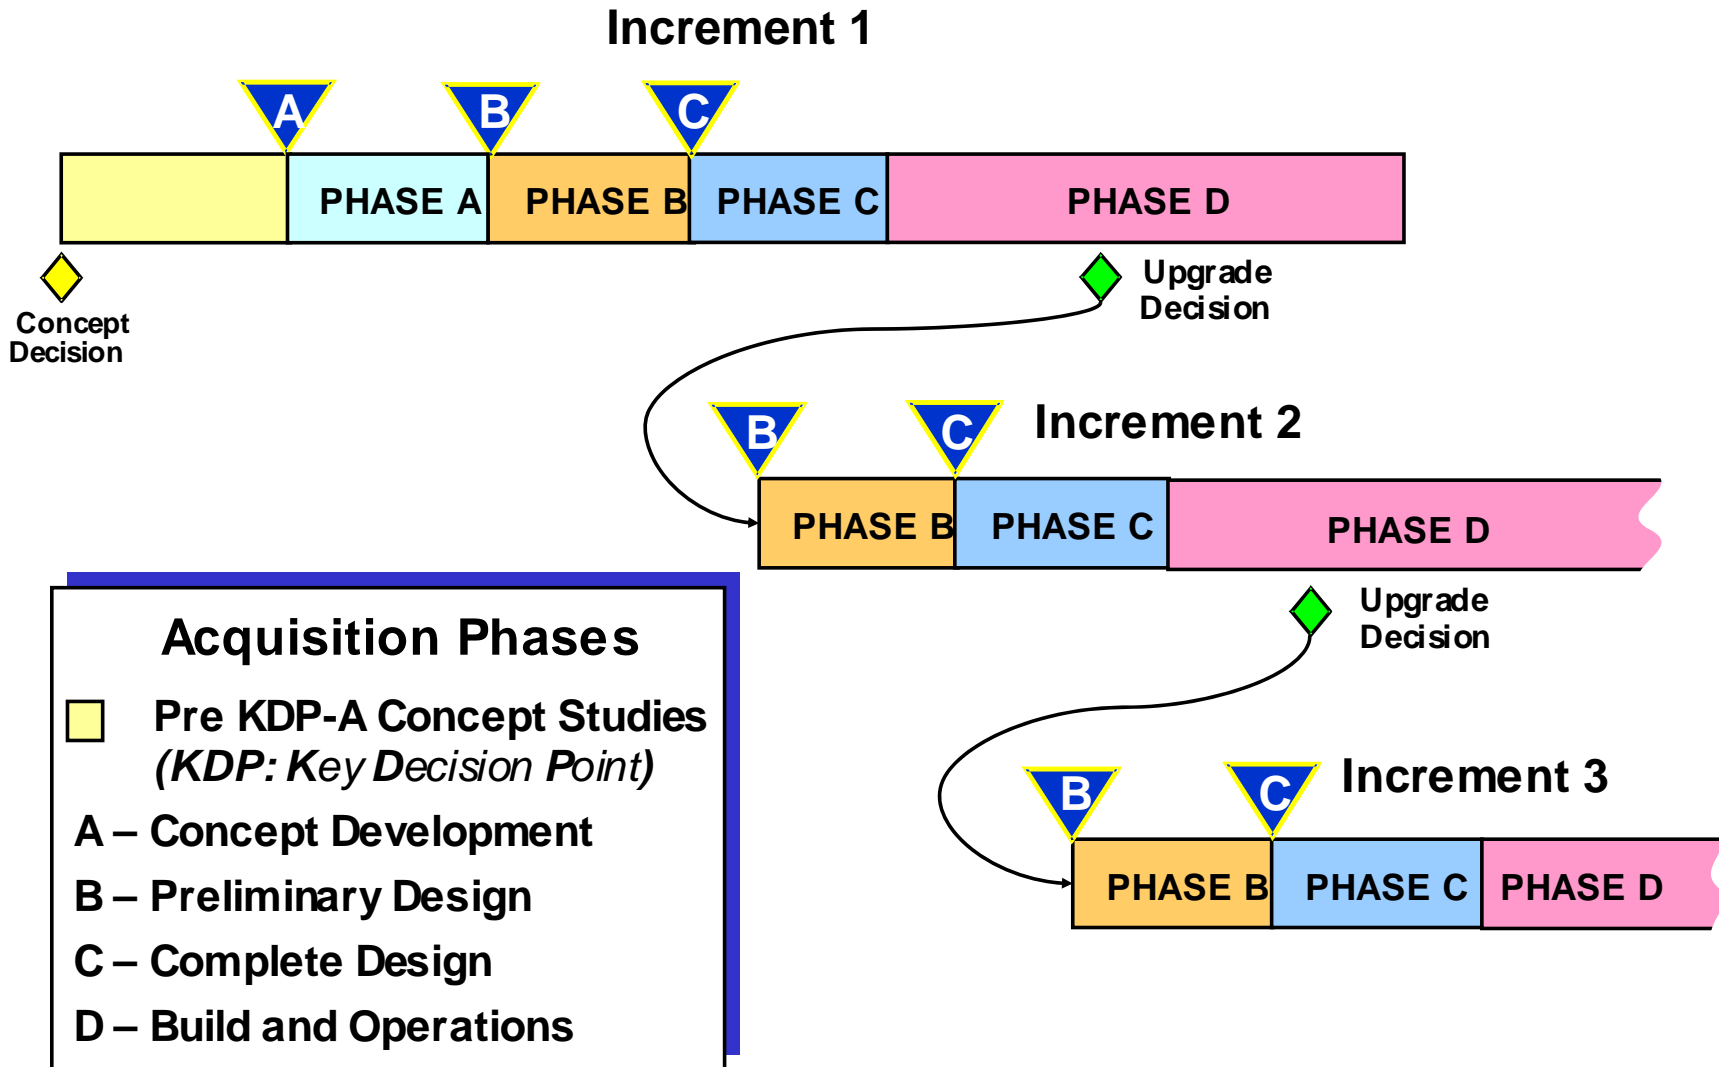 Increment 1
A
B
C
PHASE A
PHASE B
PHASE C
PHASE D
Concept
Decision
Upgrade
Decision
B
C
Increment 2
PHASE B
PHASE C
PHASE D
Upgrade
Decision
B
C
Increment 3
PHASE B
PHASE C
PHASE D
Acquisition Phases
Pre KDP-A Concept Studies
(KDP: Key Decision Point)
A – Concept Development
B – Preliminary Design
C – Complete Design
D – Build and Operations